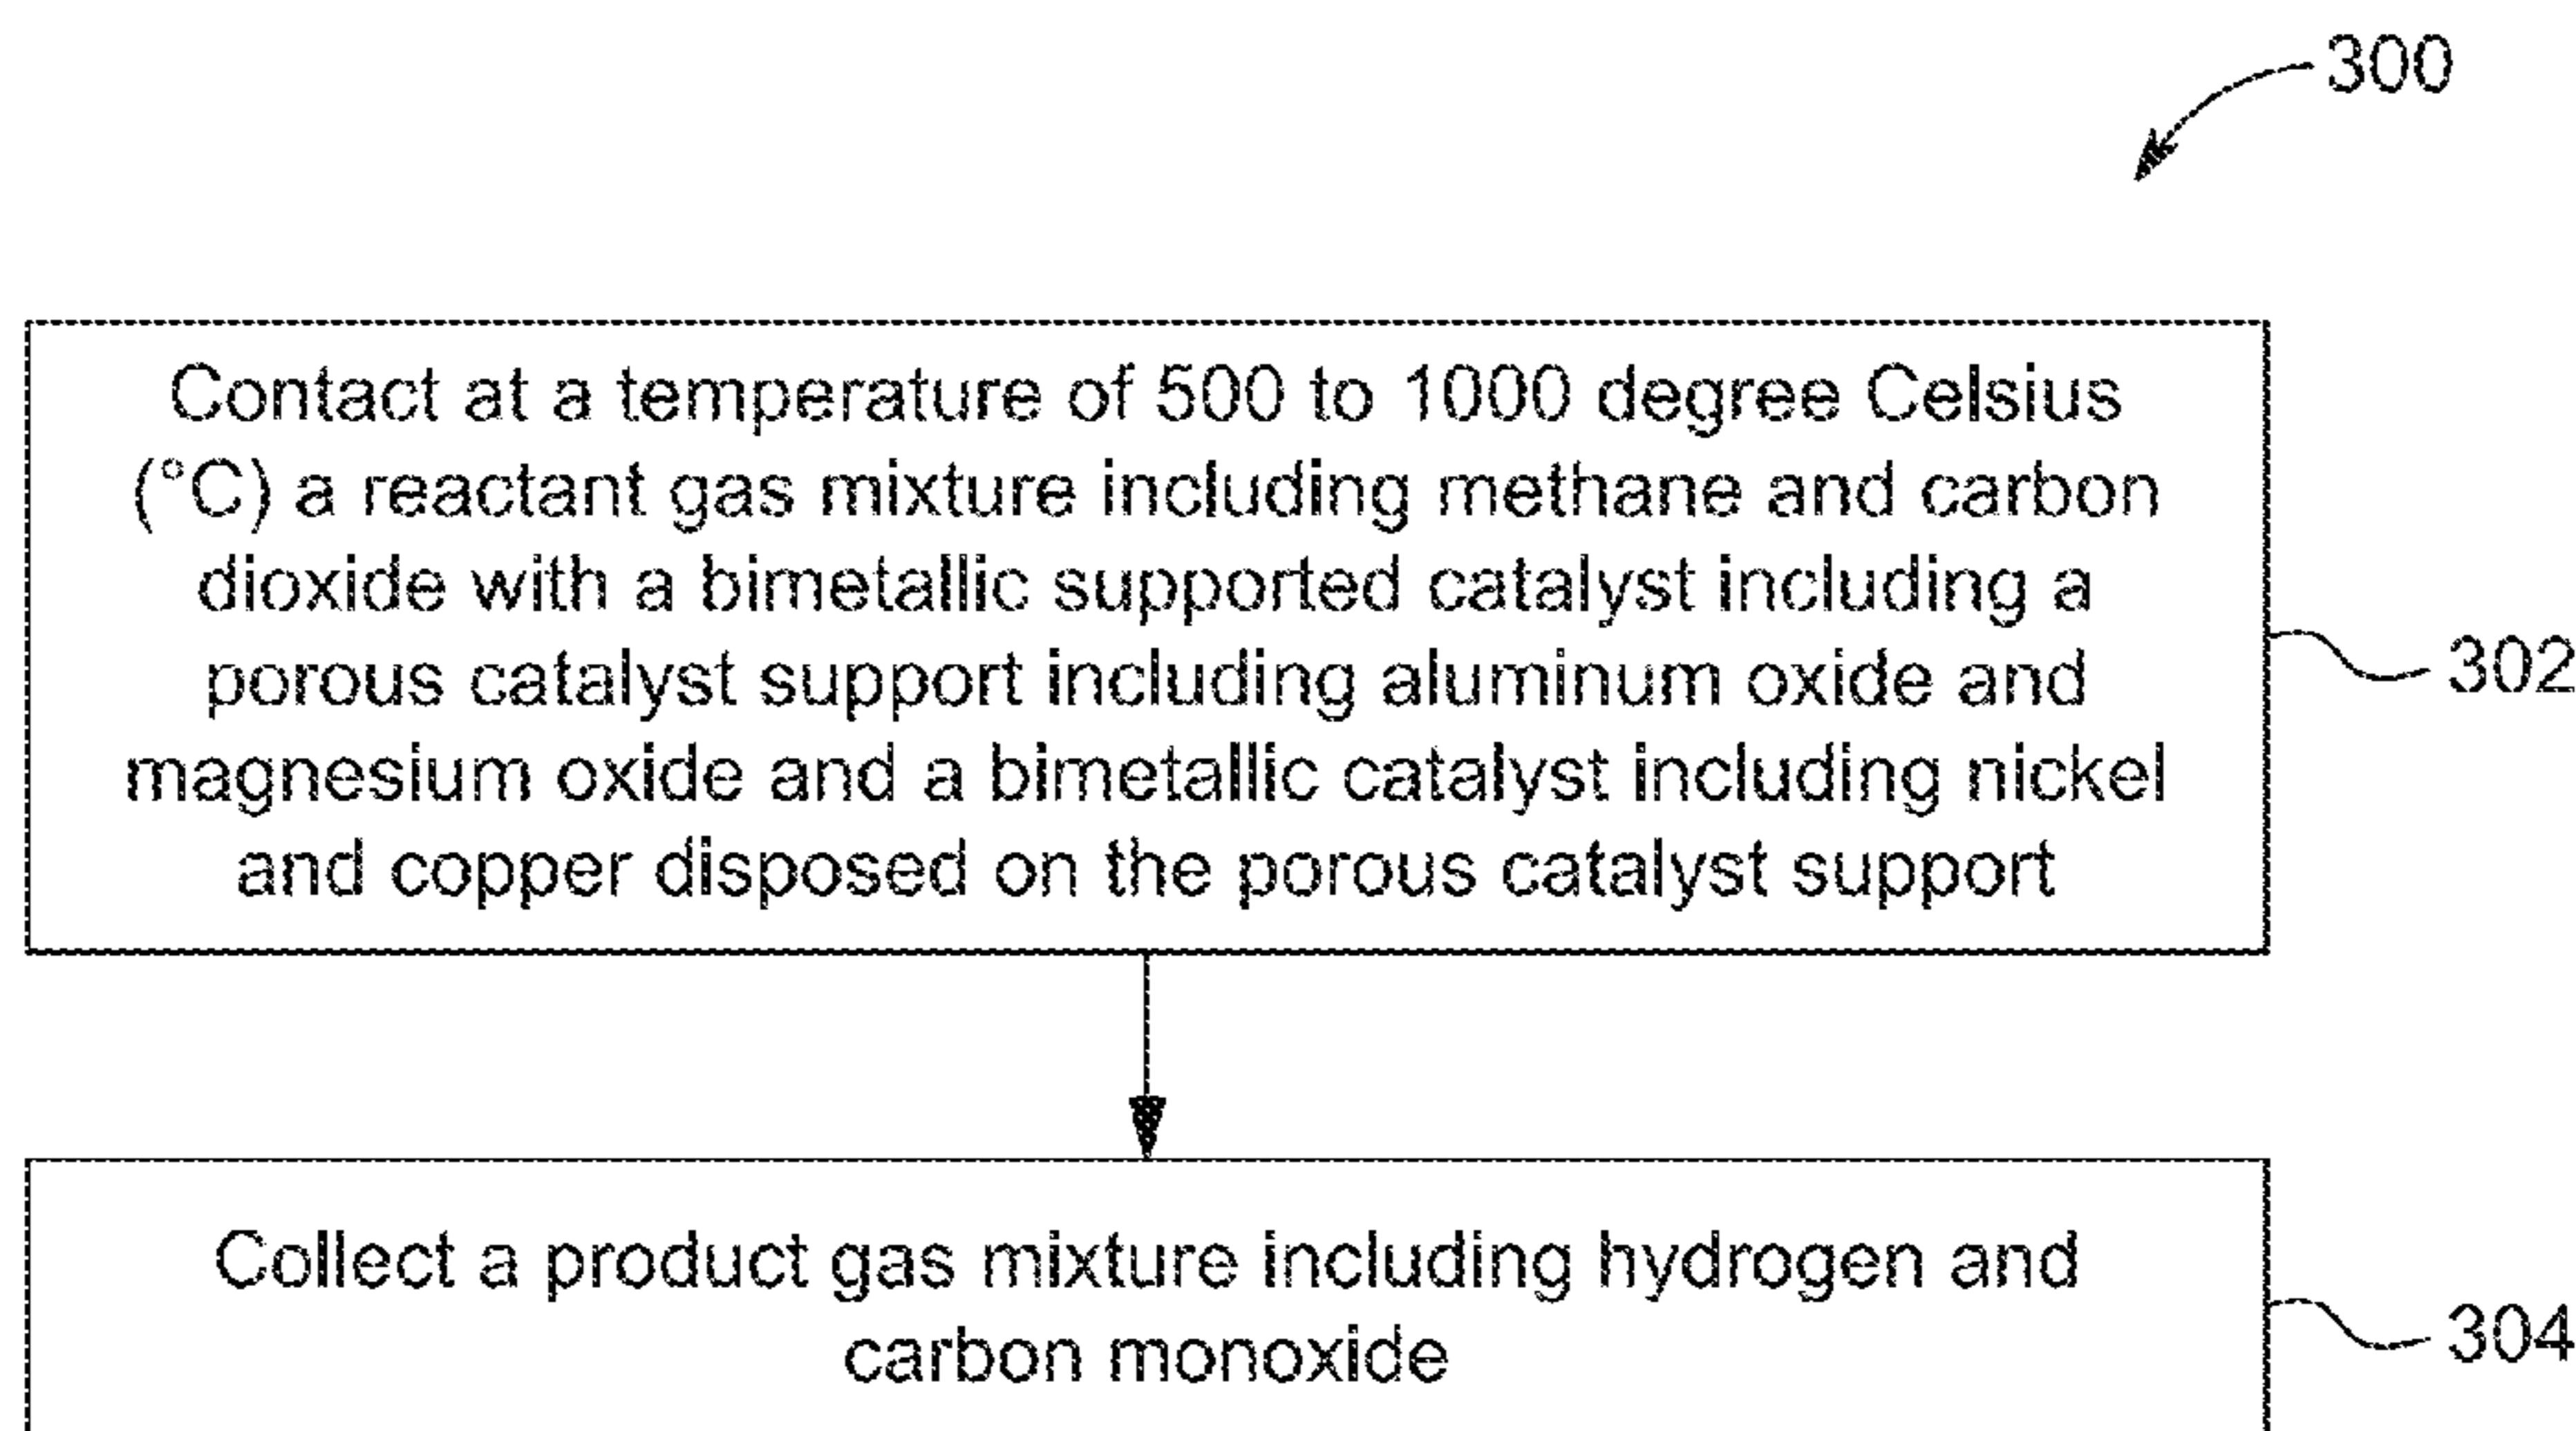 300
Contact at a temperature of 500 to 1000 degree Celsius
(°C) a reactant gas mixture including methane and carbon
dioxide with a bimetallic supported catalyst including a
porous catalyst support including aluminum oxide and
magnesium oxide and a bimetallic catalyst including nickel
and copper disposed on the porous catalyst support
302
Collect a product gas mixture including hydrogen and
carbon monoxide
304